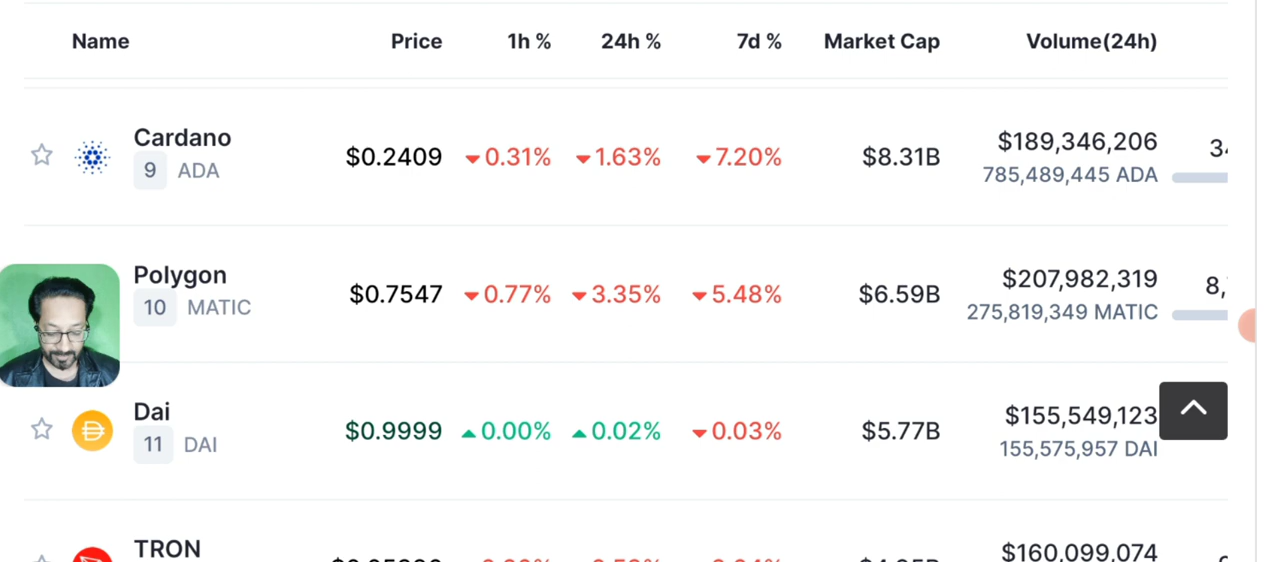 Name Price 1h % 24h % 7d % Market Cap Volume(24h)
Cardano
9 ADA
$0.2409 0.31% 1.63% 7.20% $8.31B $189,346,206
785,489,445 ADA
Polygon
10 MATIC
$0.7547 0.77% 3.35% 5.48% $6.59B $207,982,319 8,
275,819,349 MATIC
Dai
11 DAI
$0.9999 0.00% 0.02% 0.03% $5.77B $155,549,123
155,575,957 DAI
TRON
$160,099,074